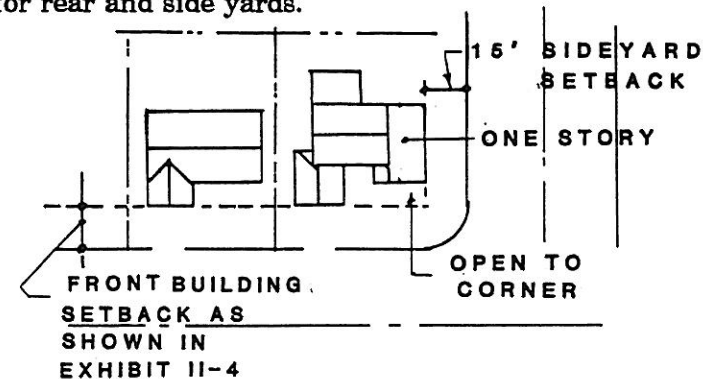 for rear and side yards.
15' SIDEYARD
SETBACK
ONE STORY
OPEN TO
CORNER
FRONT BUILDING
SETBACK AS
SHOWN IN
EXHIBIT II-4